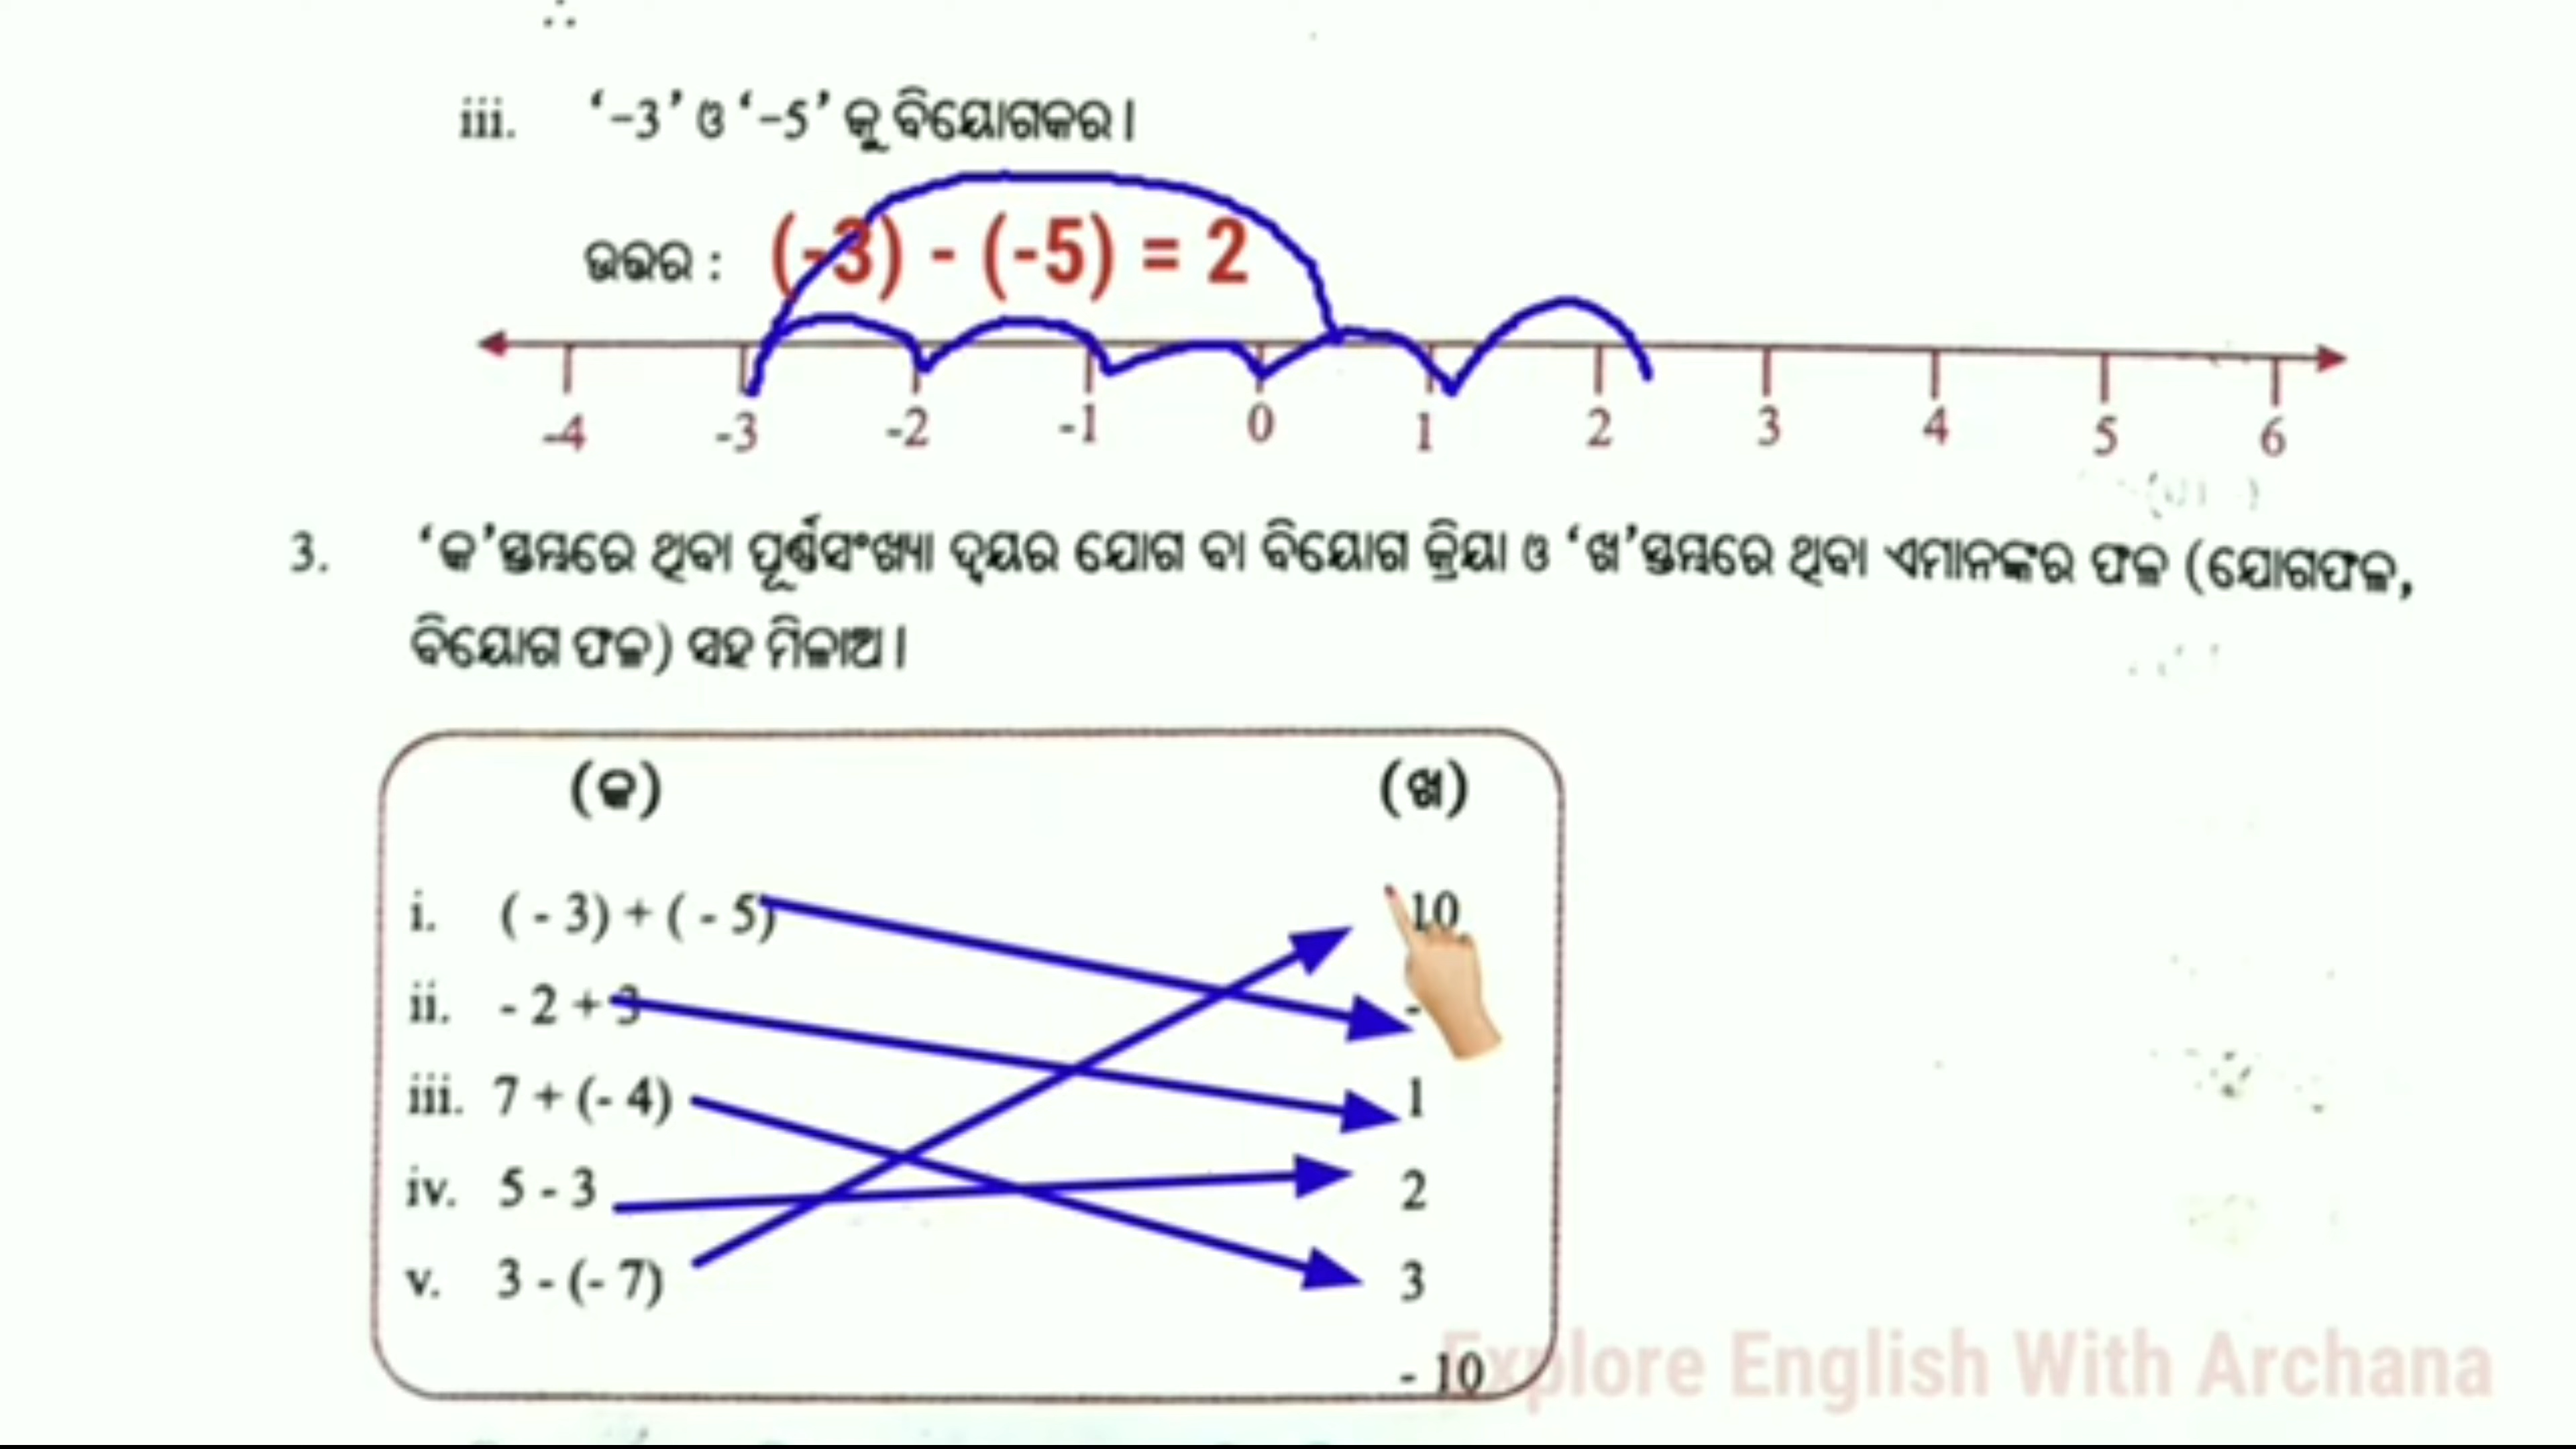 iii. ‘-3’ ଓ ‘-5’ କୁ ବିୟୋଗକର।
ଉତ୍ତର : (-3) - (-5) = 2
-4 -3 -2 -1 0 1 2 3 4 5 6
3. ‘କ’ସ୍ତମ୍ଭରେ ଥିବା ପୂର୍ଣ୍ଣସଂଖ୍ୟା ଦ୍ୱୟର ଯୋଗ ବା ବିୟୋଗ କ୍ରିୟା ଓ ‘ଖ’ସ୍ତମ୍ଭରେ ଥିବା ଏମାନଙ୍କର ଫଳ (ଯୋଗଫଳ,
ବିୟୋଗ ଫଳ) ସହ ମିଳାଅ।
(କ) (ଖ)
i. ( - 3) + ( - 5) 10
ii. - 2 + 3 -
iii. 7 + (- 4) 1
iv. 5 - 3 2
v. 3 - (- 7) 3
- 10
Explore English With Archana